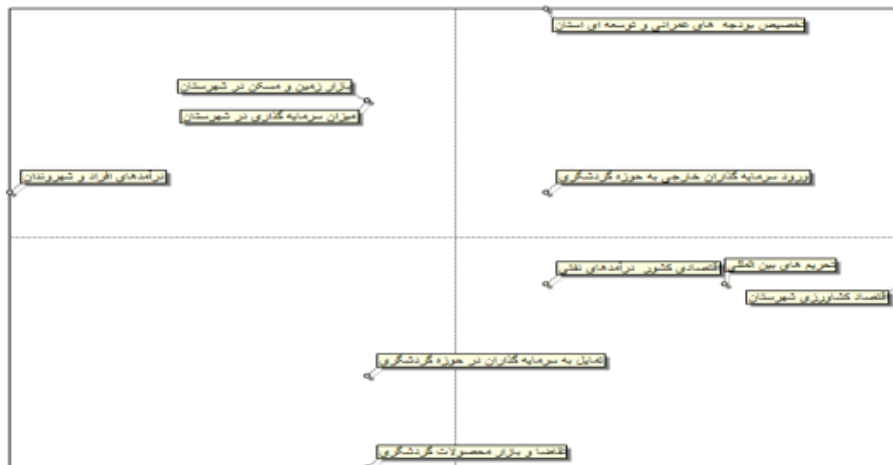 تخصیص بودجه های عمرانی و توسعه ای استان
بازار زمین و مسکن در شهرستان
میزان سرمایه گذاری در شهرستان
درآمدهای افراد و شهروندان
ورود سرمایه گذاران خارجی به حوزه گردشگری
تحریم های بین المللی
اقتصادی کشور درآمدهای نفتی
اقتصاد کشاورزی شهرستان
تمایل به سرمایه گذاران در حوزه گردشگری
تقاضا و بازار محصولات گردشگری